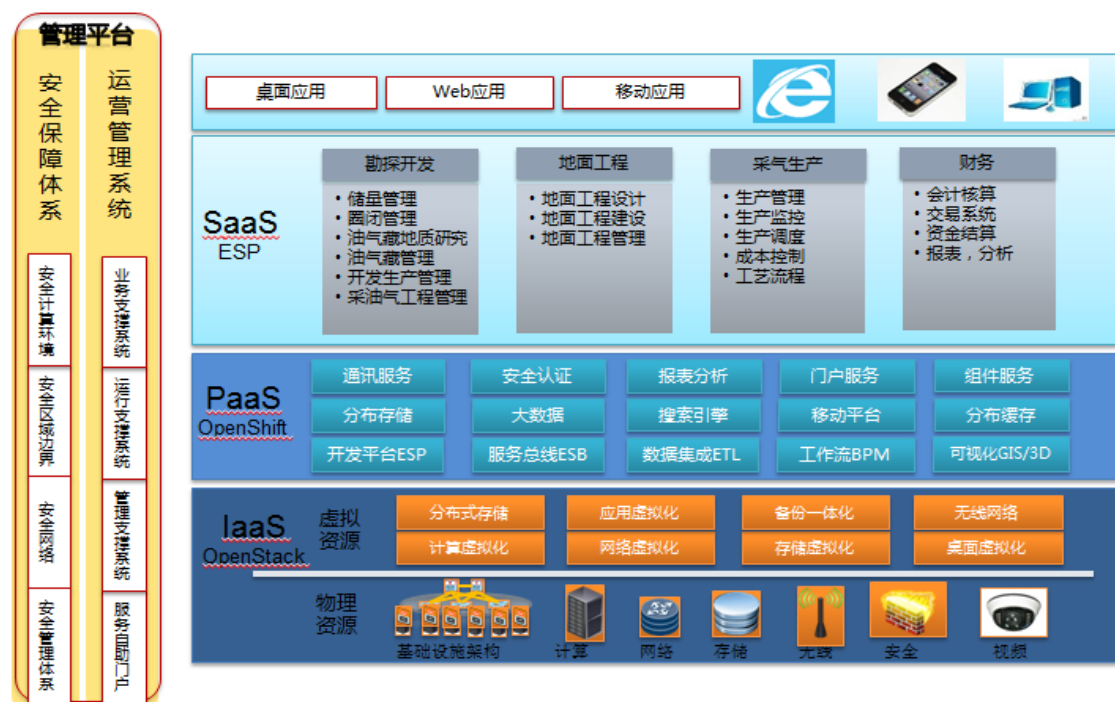 管理平台
安全保障体系
运营管理系统
安全计算环境
安全区域边界
安全网络
安全管理体系
业务支撑系统
运行支撑系统
管理支撑系统
服务自助门户
桌面应用
Web应用
移动应用
SaaS
ESP
勘探开发
• 储量管理
• 圈闭管理
• 油气藏地质研究
• 油气藏管理
• 开发生产管理
• 采油气工程管理
地面工程
• 地面工程设计
• 地面工程建设
• 地面工程管理
采气生产
• 生产管理
• 生产监控
• 生产调度
• 成本控制
• 工艺流程
财务
• 会计核算
• 交易系统
• 资金结算
• 报表，分析
PaaS
OpenShift
通讯服务
安全认证
报表分析
门户服务
组件服务
分布存储
大数据
搜索引擎
移动平台
分布缓存
开发平台ESP
服务总线ESB
数据集成ETL
工作流BPM
可视化GIS/3D
IaaS
OpenStack
虚拟
资源
分布式存储
应用虚拟化
备份一体化
无线网络
计算虚拟化
网络虚拟化
存储虚拟化
桌面虚拟化
物理
资源
基础设施架构
计算
网络
存储
无线
安全
视频